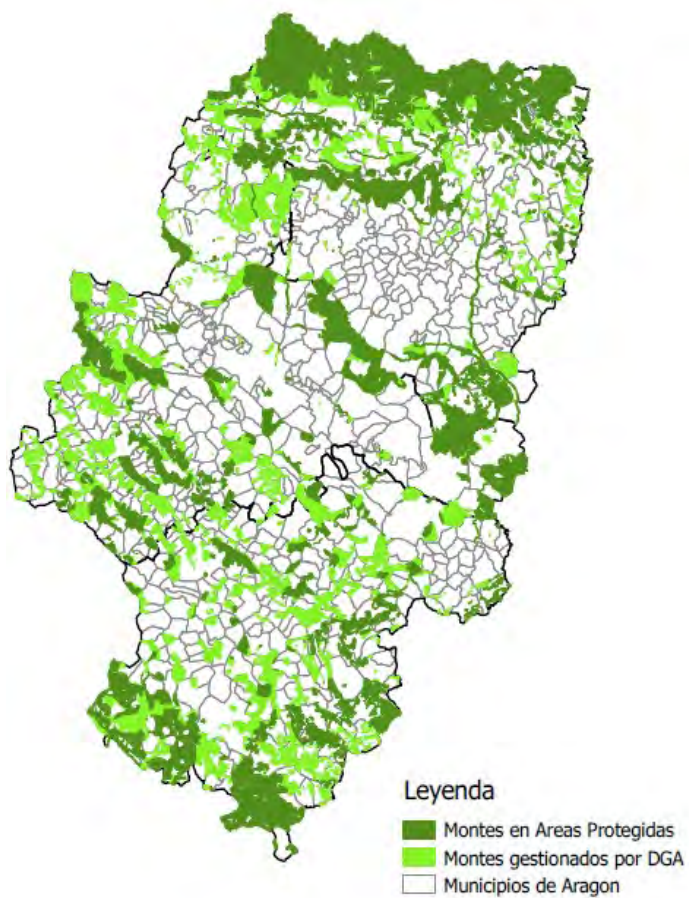 Leyenda
Montes en Areas Protegidas
Montes gestionados por DGA
Municipios de Aragon